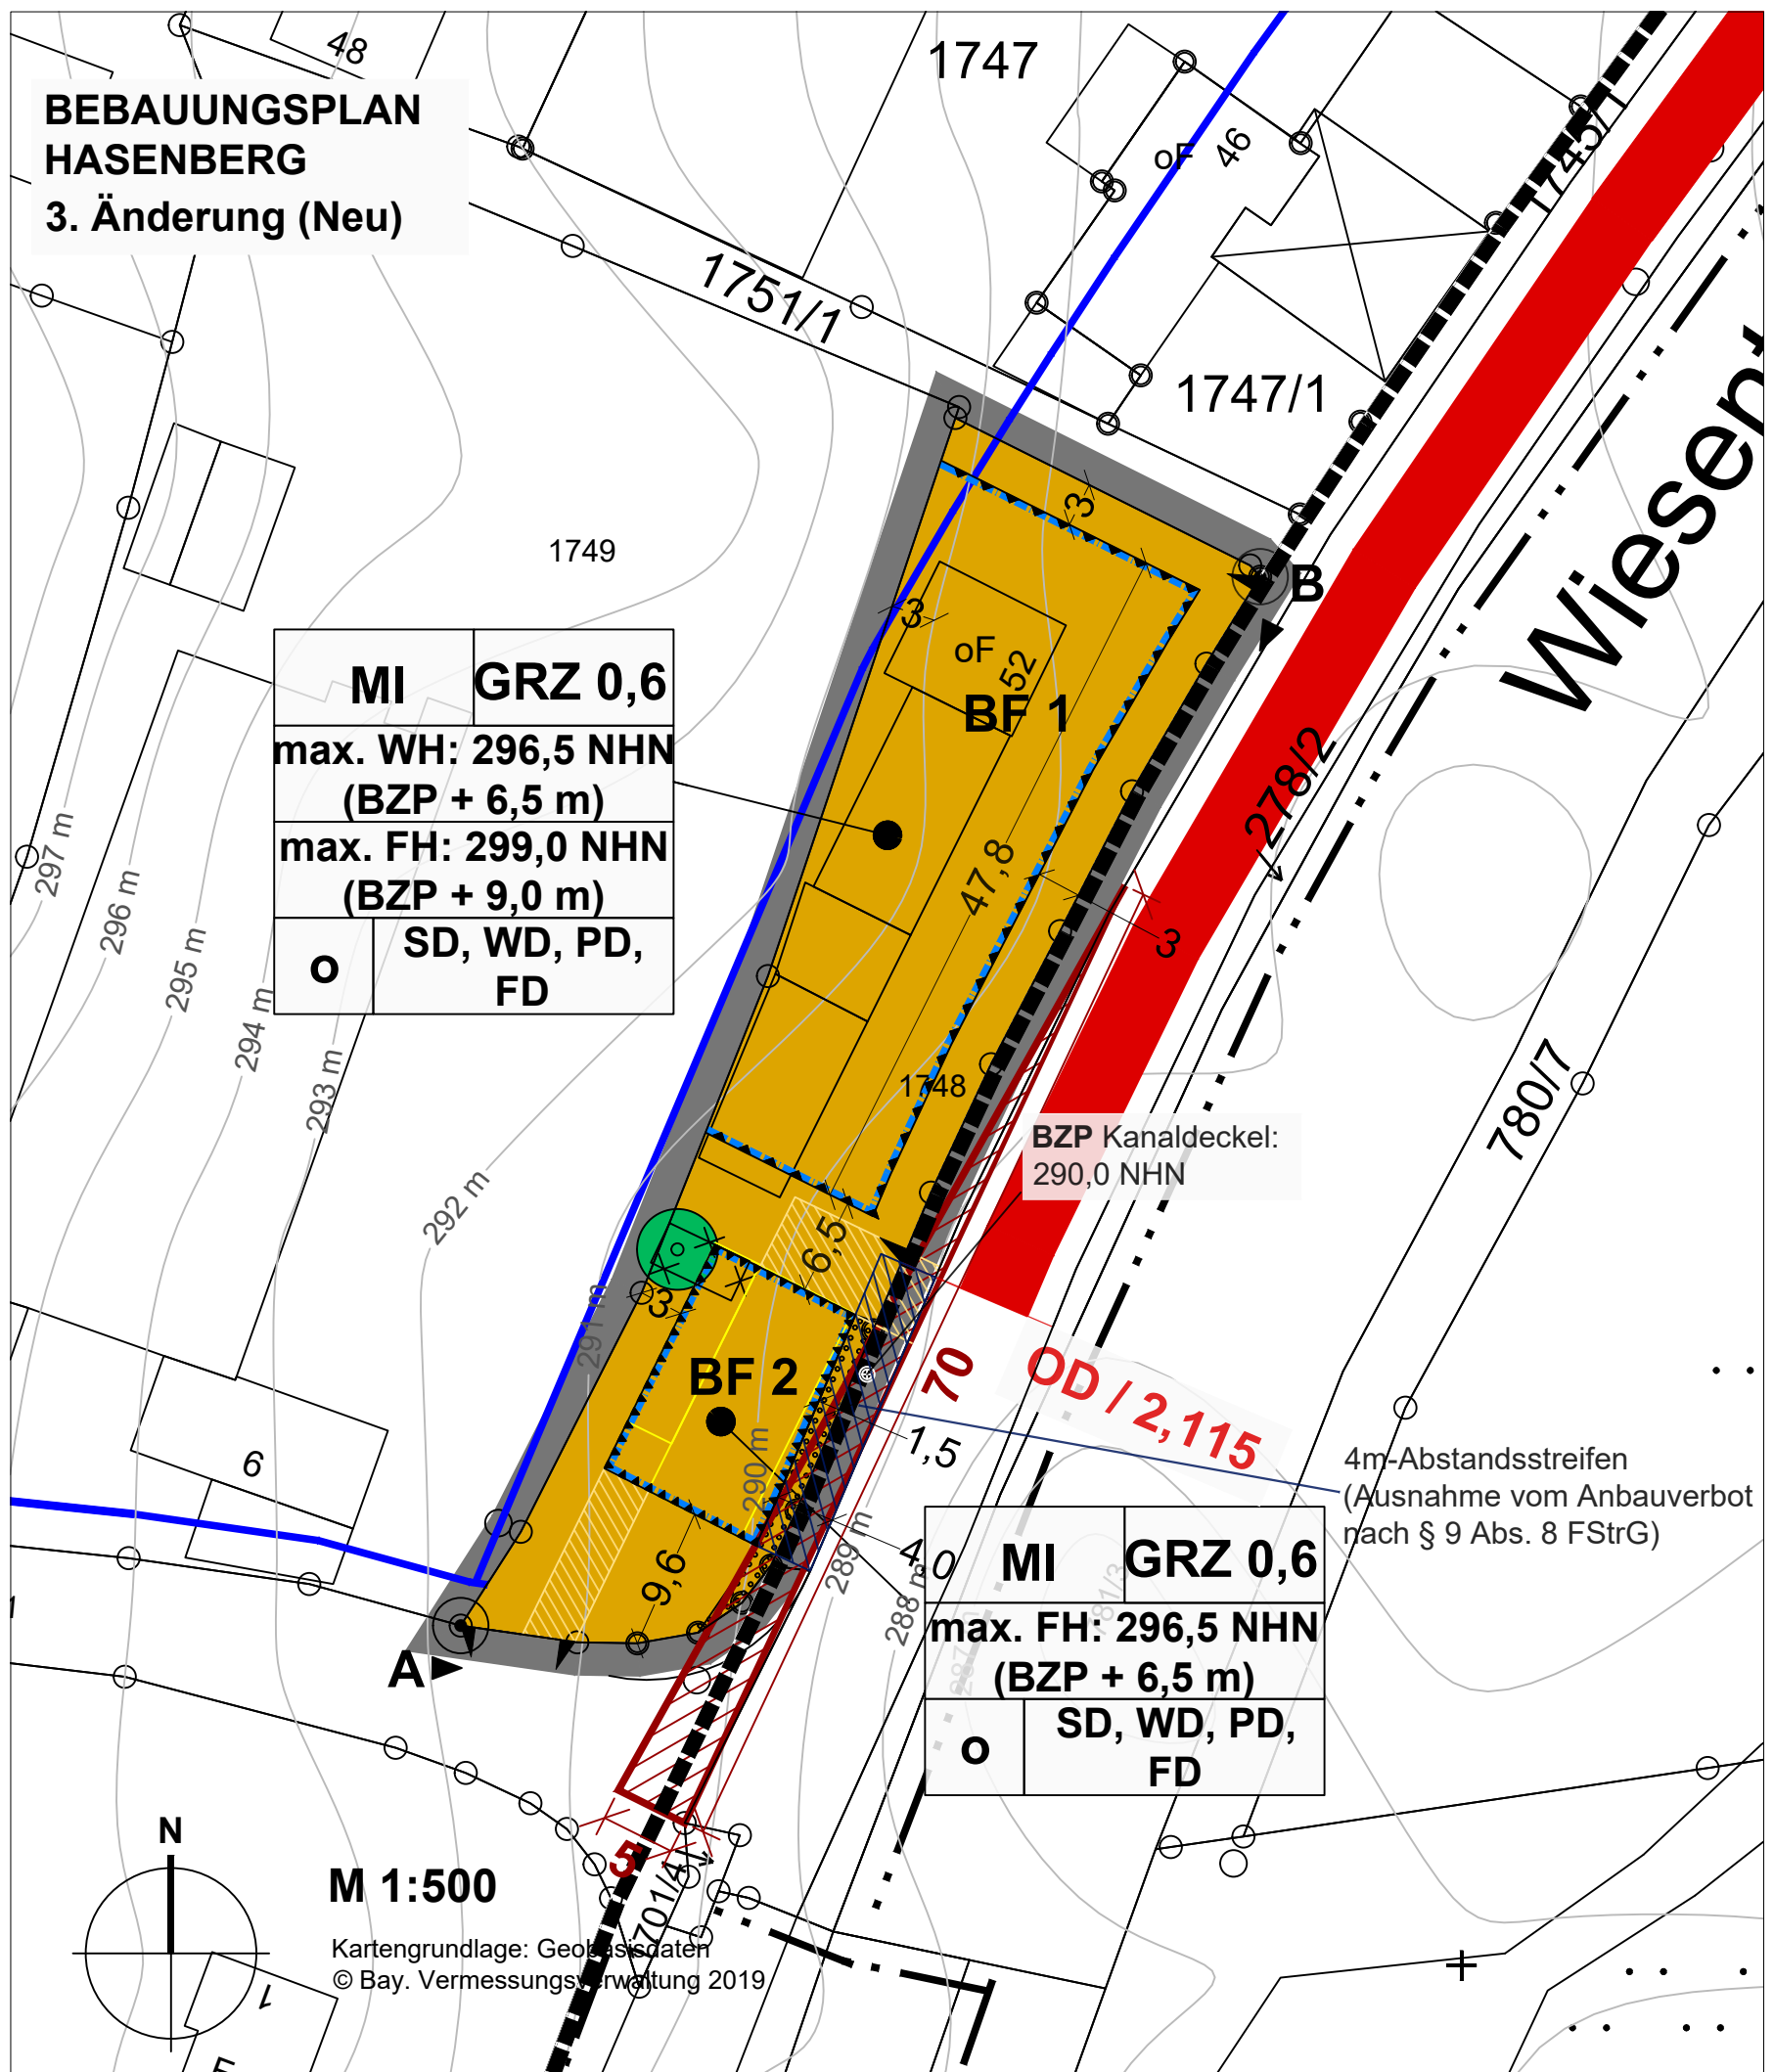 48
1747
BEBAUUNGSPLAN
HASENBERG
3. Änderung (Neu)
oF
46
1745/1
1751/1
1747/1
Wiesent
1749
3
B
3
oF
52
BF 1
MI
GRZ 0,6
max. WH: 296,5 NHN
(BZP + 6,5 m)
max. FH: 299,0 NHN
(BZP + 9,0 m)
o
SD, WD, PD,
FD
278/2
47,8
3
297 m
296 m
295 m
294 m
293 m
292 m
291 m
290 m
289 m
288 m
1748
780/7
BZP Kanaldeckel:
290,0 NHN
6,5
3
BF 2
70
OD / 2,115
1,5
4m-Abstandsstreifen
(Ausnahme vom Anbauverbot
nach § 9 Abs. 8 FStrG)
6
9,6
4,0
MI
GRZ 0,6
max. FH: 296,5 NHN
(BZP + 6,5 m)
o
SD, WD, PD,
FD
A
N
5
M 1:500
Kartengrundlage: Geobasisdaten
© Bay. Vermessungsverwaltung 2019
1